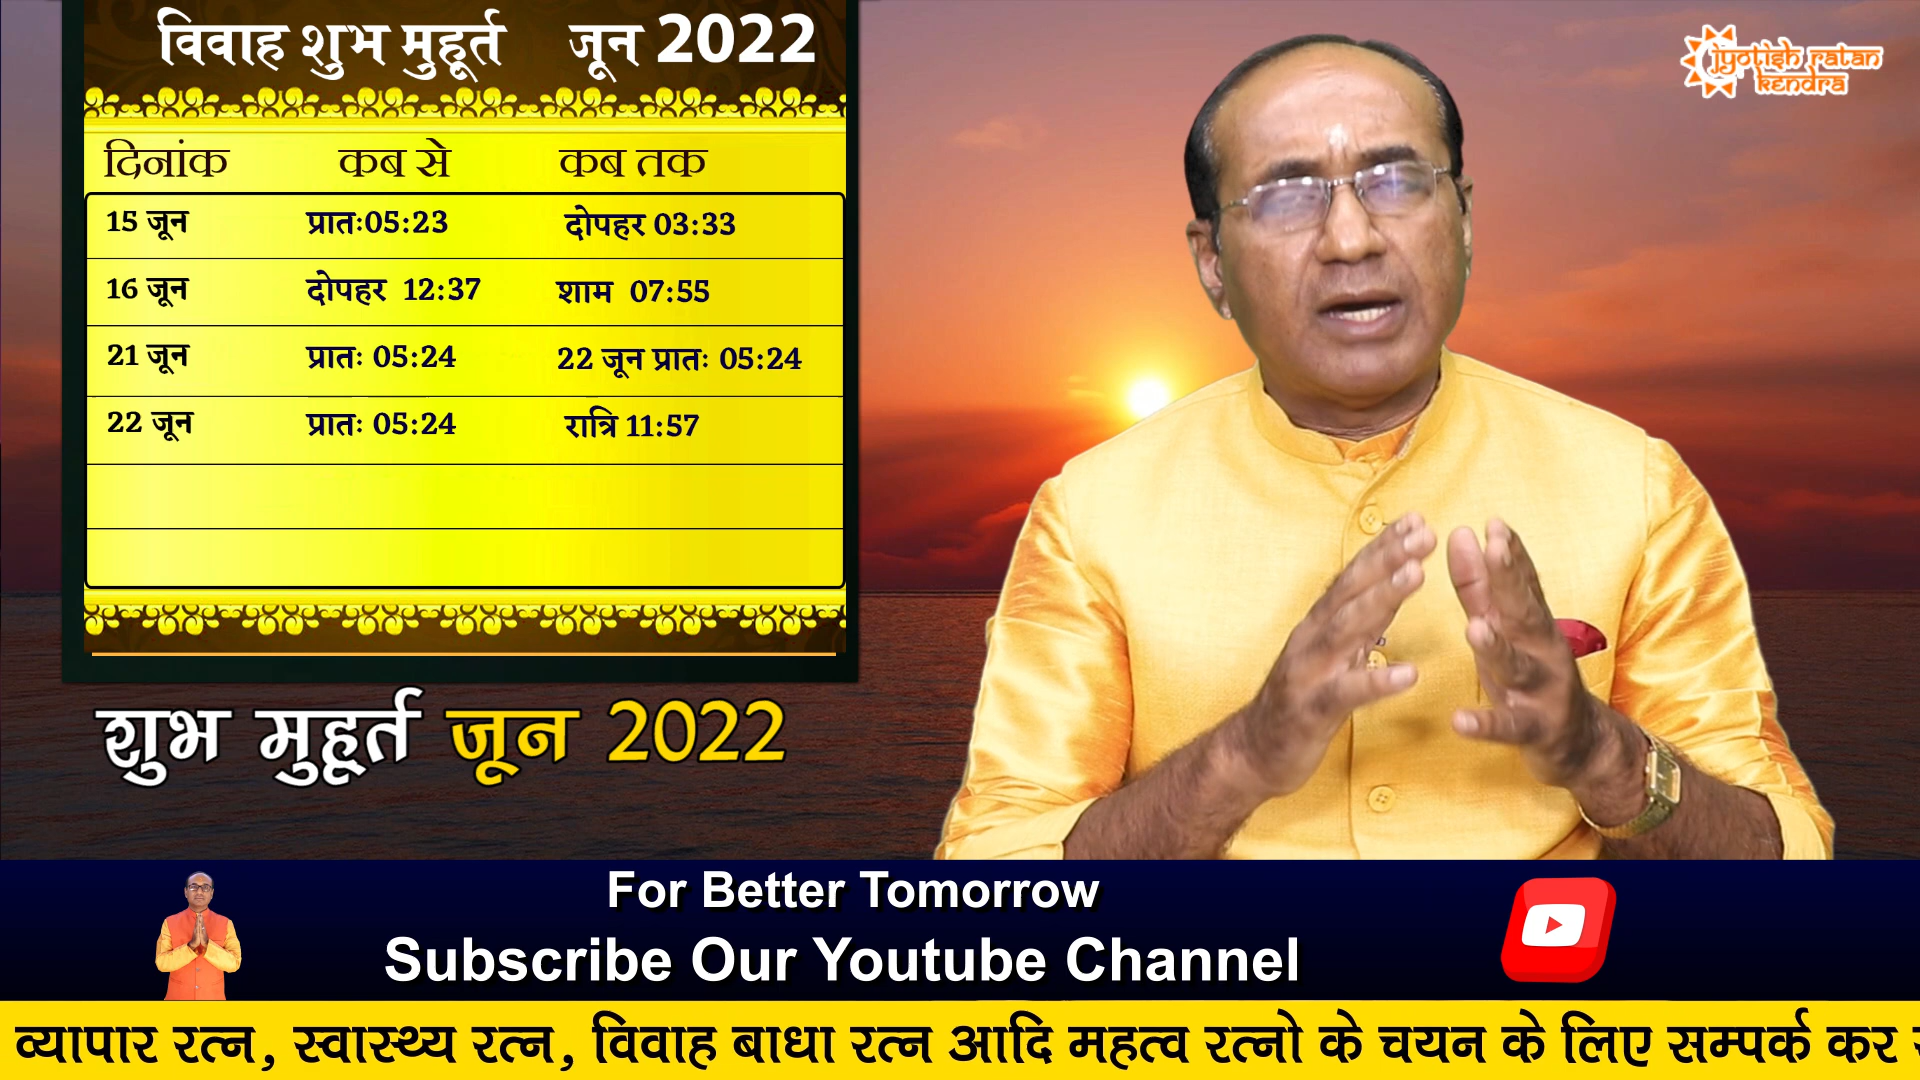 विवाह शुभ मुहूर्त जून 2022
jyotish ratan
kendra
दिनांक कब से कब तक
15 जून प्रातः05:23 दोपहर 03:33
16 जून दोपहर 12:37 शाम 07:55
21 जून प्रातः 05:24 22 जून प्रातः 05:24
22 जून प्रातः 05:24 रात्रि 11:57
शुभ मुहूर्त जून 2022
For Better Tomorrow
Subscribe Our Youtube Channel
व्यापार रत्न, स्वास्थ्य रत्न, विवाह बाधा रत्न आदि महत्व रत्नो के चयन के लिए सम्पर्क कर